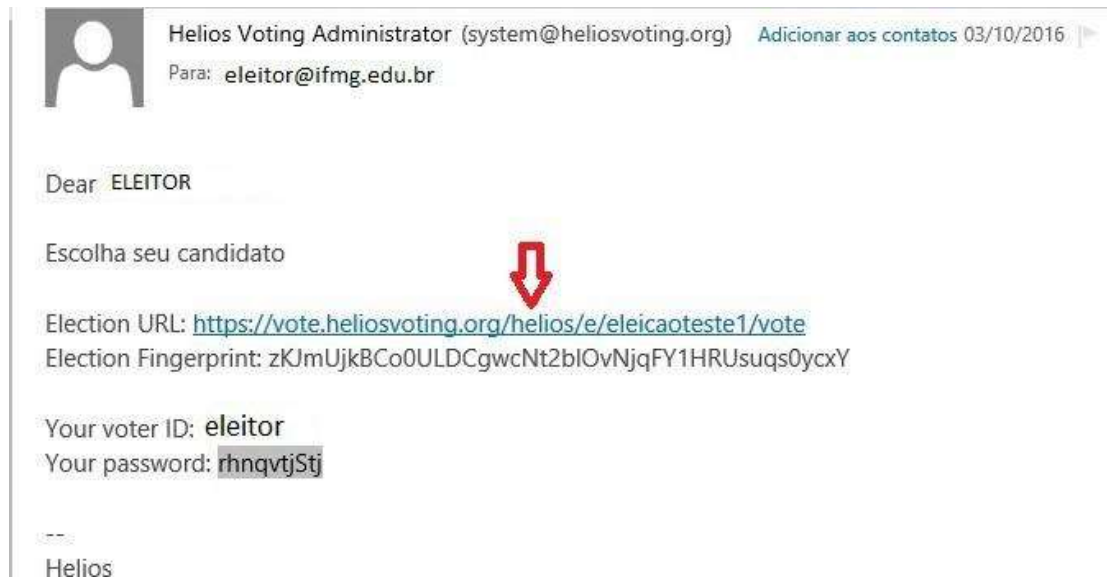 Helios Voting Administrator (system@heliosvoting.org) Adicionar aos contatos 03/10/2016
Para: eleitor@ifmg.edu.br
Dear ELEITOR
Escolha seu candidato
Election URL: https://vote.heliosvoting.org/helios/e/eleicaoteste1/vote
Election Fingerprint: zKJmUjkBCo0ULDCgwcNt2blOvNjqFY1HRUsuqs0ycxY
Your voter ID: eleitor
Your password: rhnqvtjStj
--
Helios